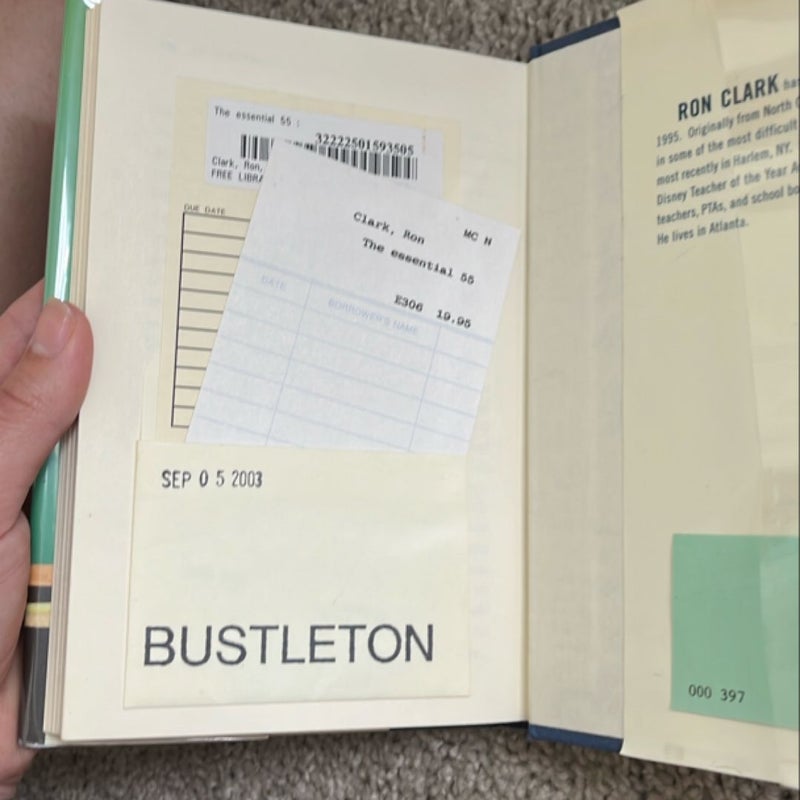 The essential 55 :
32222501593505
Clark, Ron,
FREE LIBRA
DUE DATE
MC N
Clark, Ron
The essential 55
E306 19.95
DATE
BORROWER'S NAME
SEP 05 2003
BUSTLETON
RON CLARK has
1995. Originally from North C
in some of the most difficult
most recently in Harlem, NY.
Disney Teacher of the Year A
teachers, PTAs, and school bo
He lives in Atlanta.
000 397